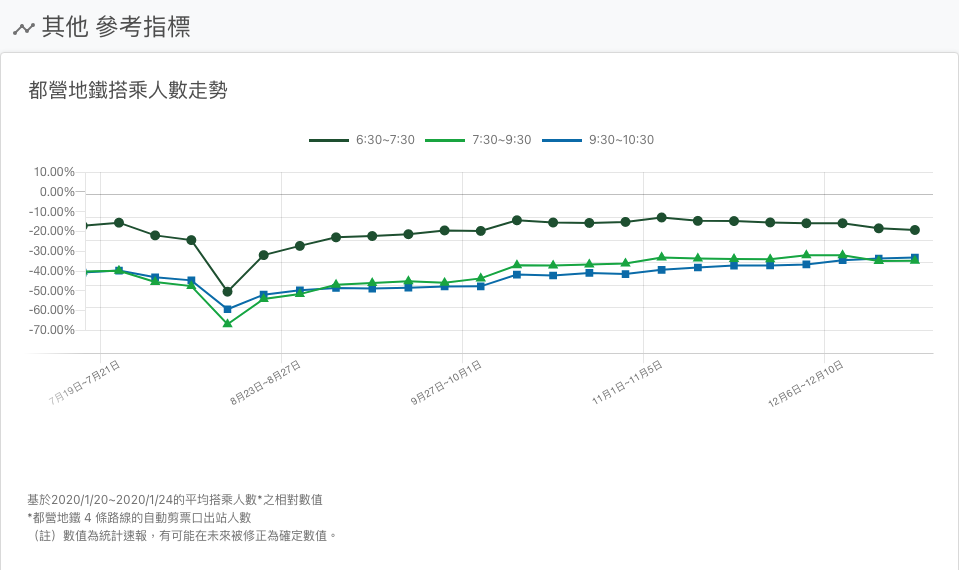 其他 參考指標
都營地鐵搭乘人數走勢
6:30~7:30 7:30~9:30 9:30~10:30
10.00%
0.00%
-10.00%
-20.00%
-30.00%
-40.00%
-50.00%
-60.00%
-70.00%
7月19日~7月21日 8月23日~8月27日 9月27日~10月1日 11月1日~11月5日 12月6日~12月10日
基於2020/1/20~2020/1/24的平均搭乘人數*之相對數值
*都營地鐵 4 條路線的自動剪票口出站人數
（註）數值為統計速報，有可能在未來被修正為確定數值。